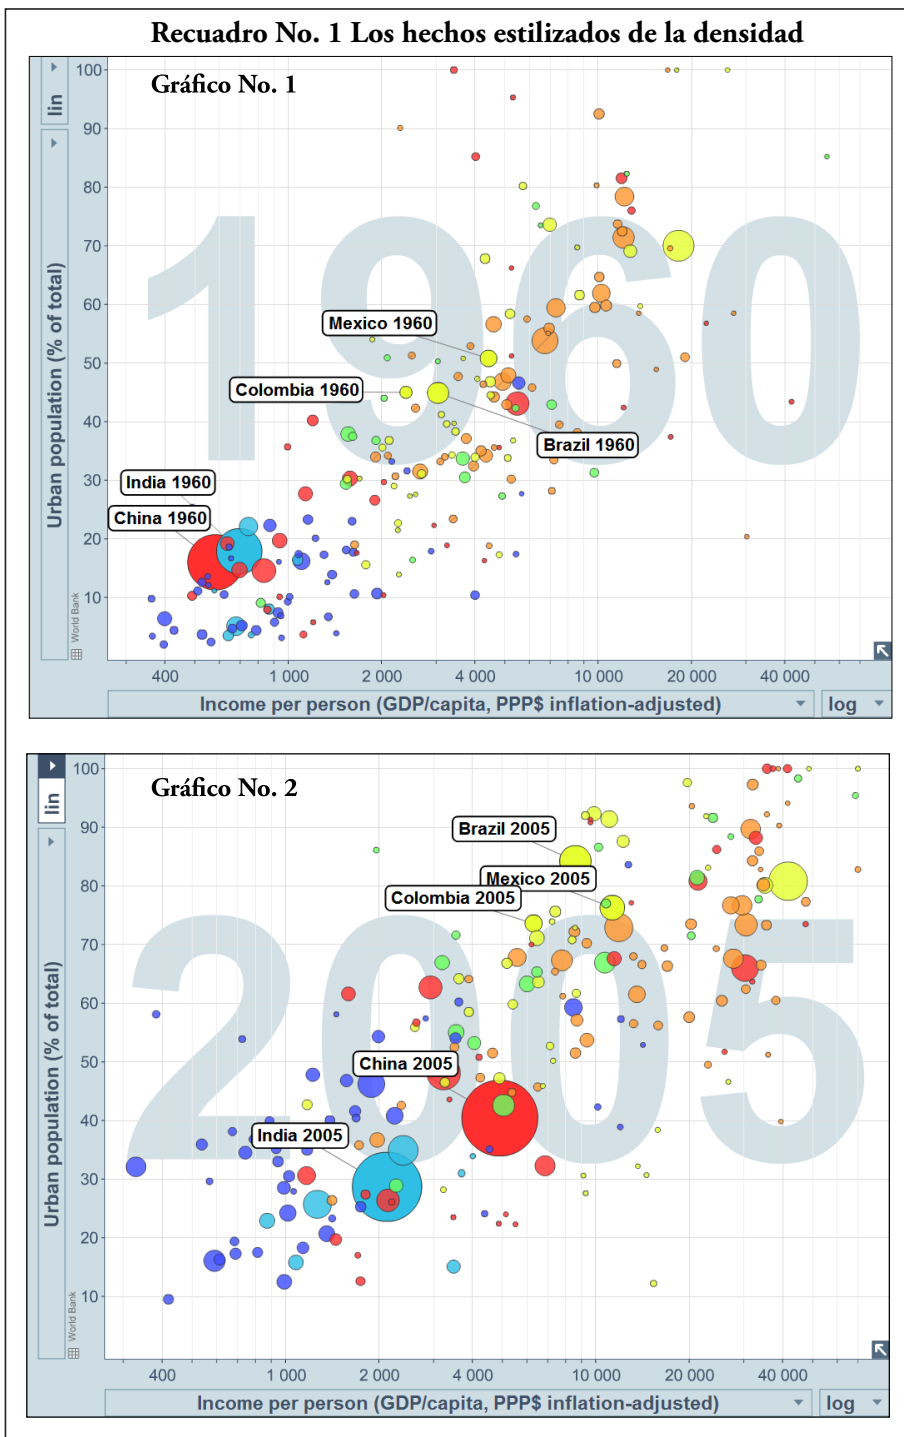 Recuadro No. 1 Los hechos estilizados de la densidad
Gráfico No. 1
lin
Urban population (% of total)
World Bank
1960
100
90
80
70
60
50
40
30
20
10
Mexico 1960
Colombia 1960
Brazil 1960
India 1960
China 1960
400
1 000
2 000
4 000
10 000
20 000
40 000
Income per person (GDP/capita, PPP$ inflation-adjusted)
log
Gráfico No. 2
lin
Urban population (% of total)
World Bank
2005
100
90
80
70
60
50
40
30
20
10
Brazil 2005
Mexico 2005
Colombia 2005
China 2005
India 2005
400
1 000
2 000
4 000
10 000
20 000
40 000
Income per person (GDP/capita, PPP$ inflation-adjusted)
log